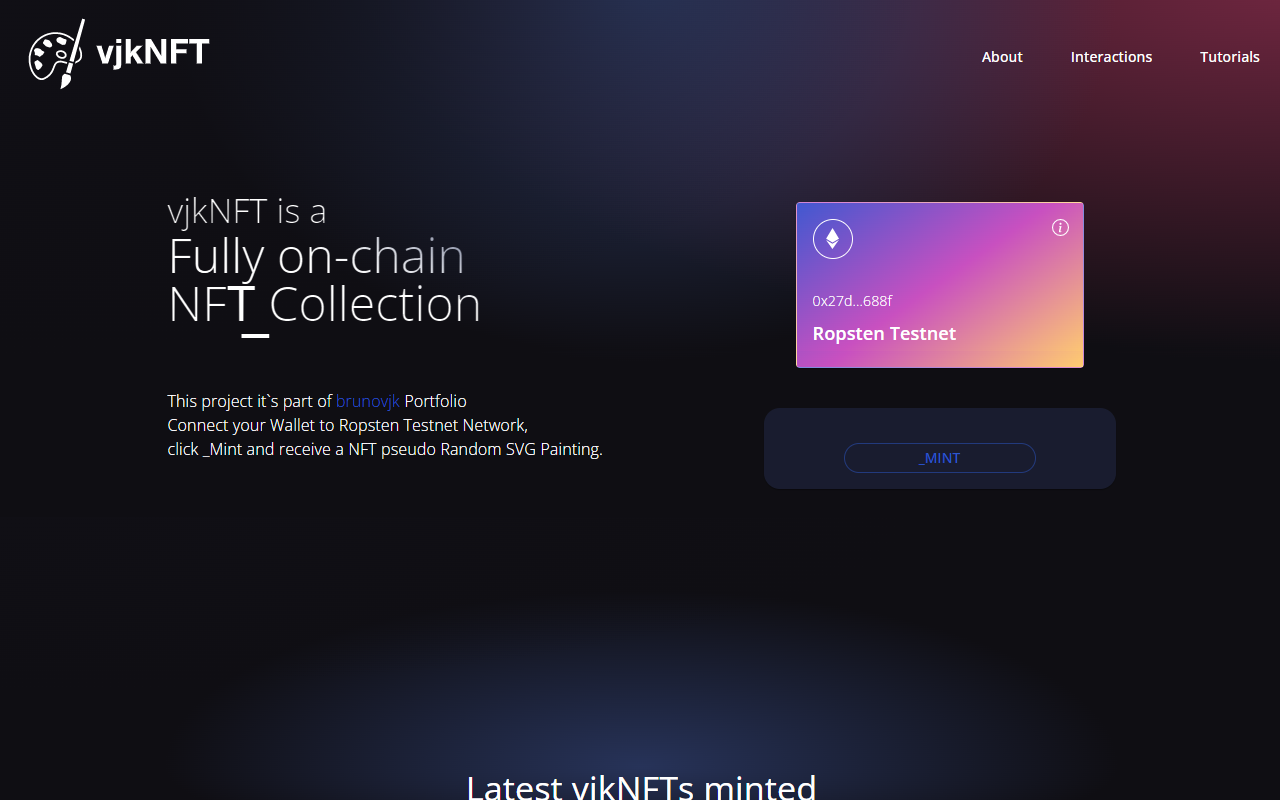 vjkNFT
About
Interactions
Tutorials
vjkNFT is a
Fully on-chain
NFT_Collection
This project it`s part of brunovjk Portfolio
Connect your Wallet to Ropsten Testnet Network,
click _Mint and receive a NFT pseudo Random SVG Painting.
0x27d...688f
Ropsten Testnet
_MINT
Latest vjkNFTs minted